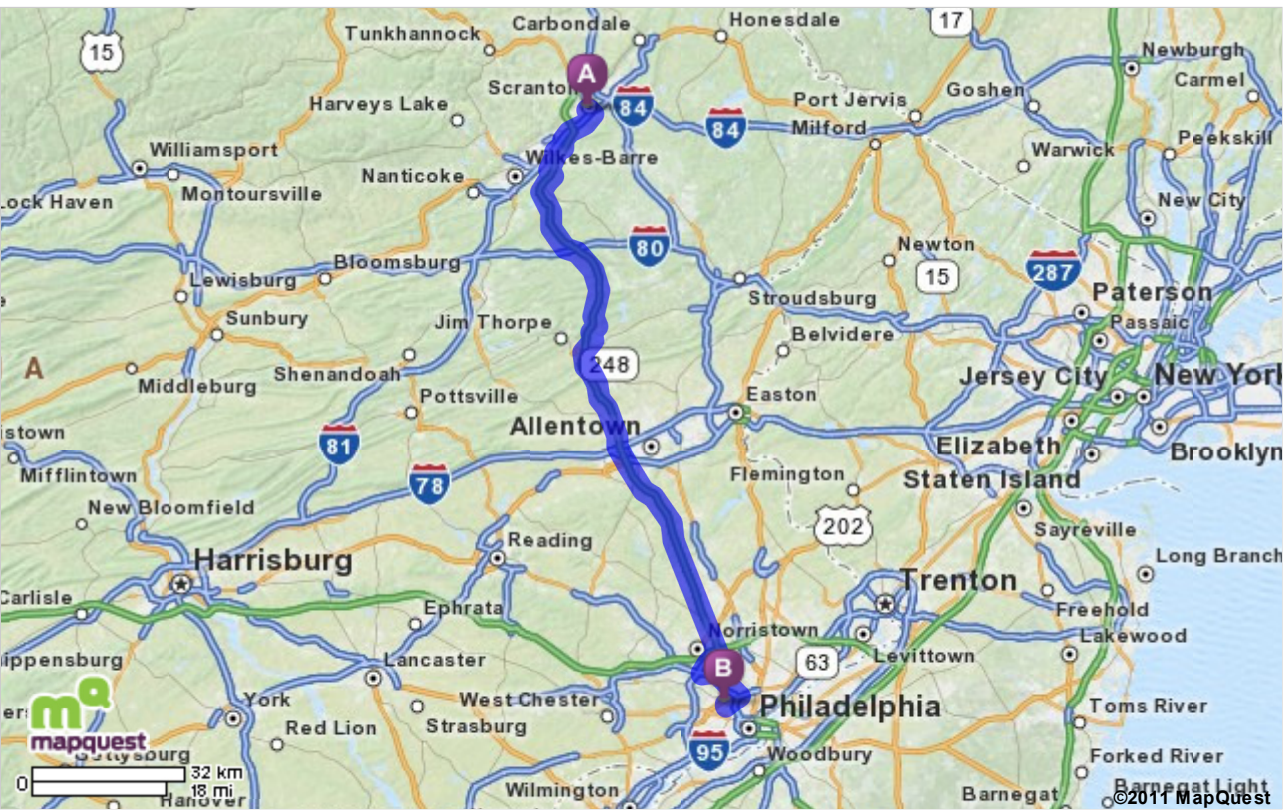 17
Carbondale
Honesdale
Tunkhannock
15
Newburgh
A
Carmel
Scranton
Goshen
84
Port Jervis
Harveys Lake
84
Milford
Peekskill
Williamsport
Wilkes-Barre
Warwick
Nanticoke
Montoursville
New City
Lock Haven
80
Newton
Bloomsburg
287
15
Lewisburg
Paterson
Stroudsburg
Sunbury
Jim Thorpe
Passaic
Belvidere
248
A
Shenandoah
Jersey City
New York
Middleburg
Easton
Pottsville
Allentown
istown
81
Elizabeth
Brooklyn
Mifflintown
Flemington
78
Staten Island
New Bloomfield
202
Sayreville
Reading
Harrisburg
Long Branch
Trenton
Carlisle
Ephrata
Freehold
Norristown
Lakewood
63
Levittown
ippensburg
Lancaster
B
York
West Chester
Philadelphia
Toms River
Red Lion
Strasburg
mq
mapquest
95
Gettysburg
Woodbury
Forked River
32 km
0
18 mi
Hanover
Wilmington
Barnegat
Barnegat Light
©2011 MapQuest